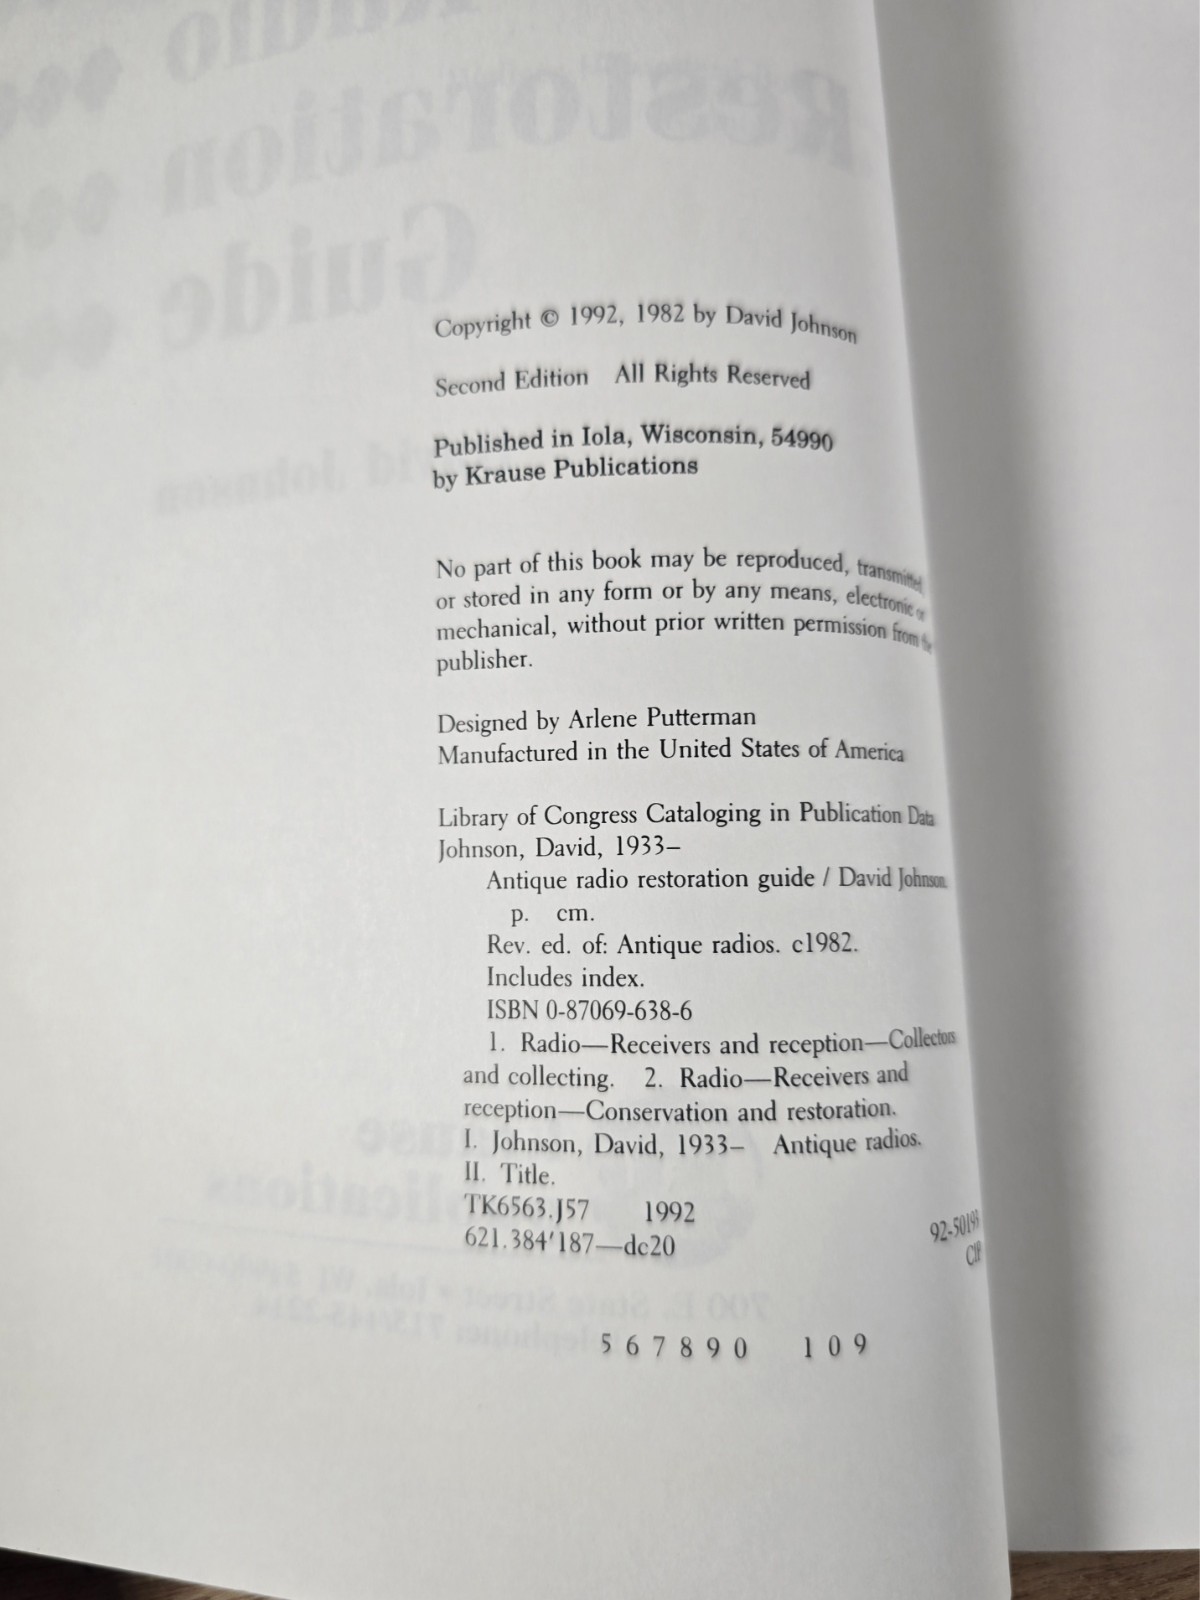 Radio
Restoration
Guide
Copyright © 1992, 1982 by David Johnson
Second Edition All Rights Reserved
Published in Iola, Wisconsin, 54990
by Krause Publications
No part of this book may be reproduced, transmitted
or stored in any form or by any means, electronic or
mechanical, without prior written permission from the
publisher.
Designed by Arlene Putterman
Manufactured in the United States of America
Library of Congress Cataloging in Publication Data
Johnson, David, 1933–
Antique radio restoration guide / David Johnson
p. cm.
Rev. ed. of: Antique radios. c1982.
Includes index.
ISBN 0-87069-638-6
1. Radio—Receivers and reception—Collectors
and collecting. 2. Radio—Receivers and
reception—Conservation and restoration.
I. Johnson, David, 1933– Antique radios.
II. Title.
TK6563.J57 1992
621.384'187—dc20
92-50193
CIP
5 6 7 8 9 0 1 0 9